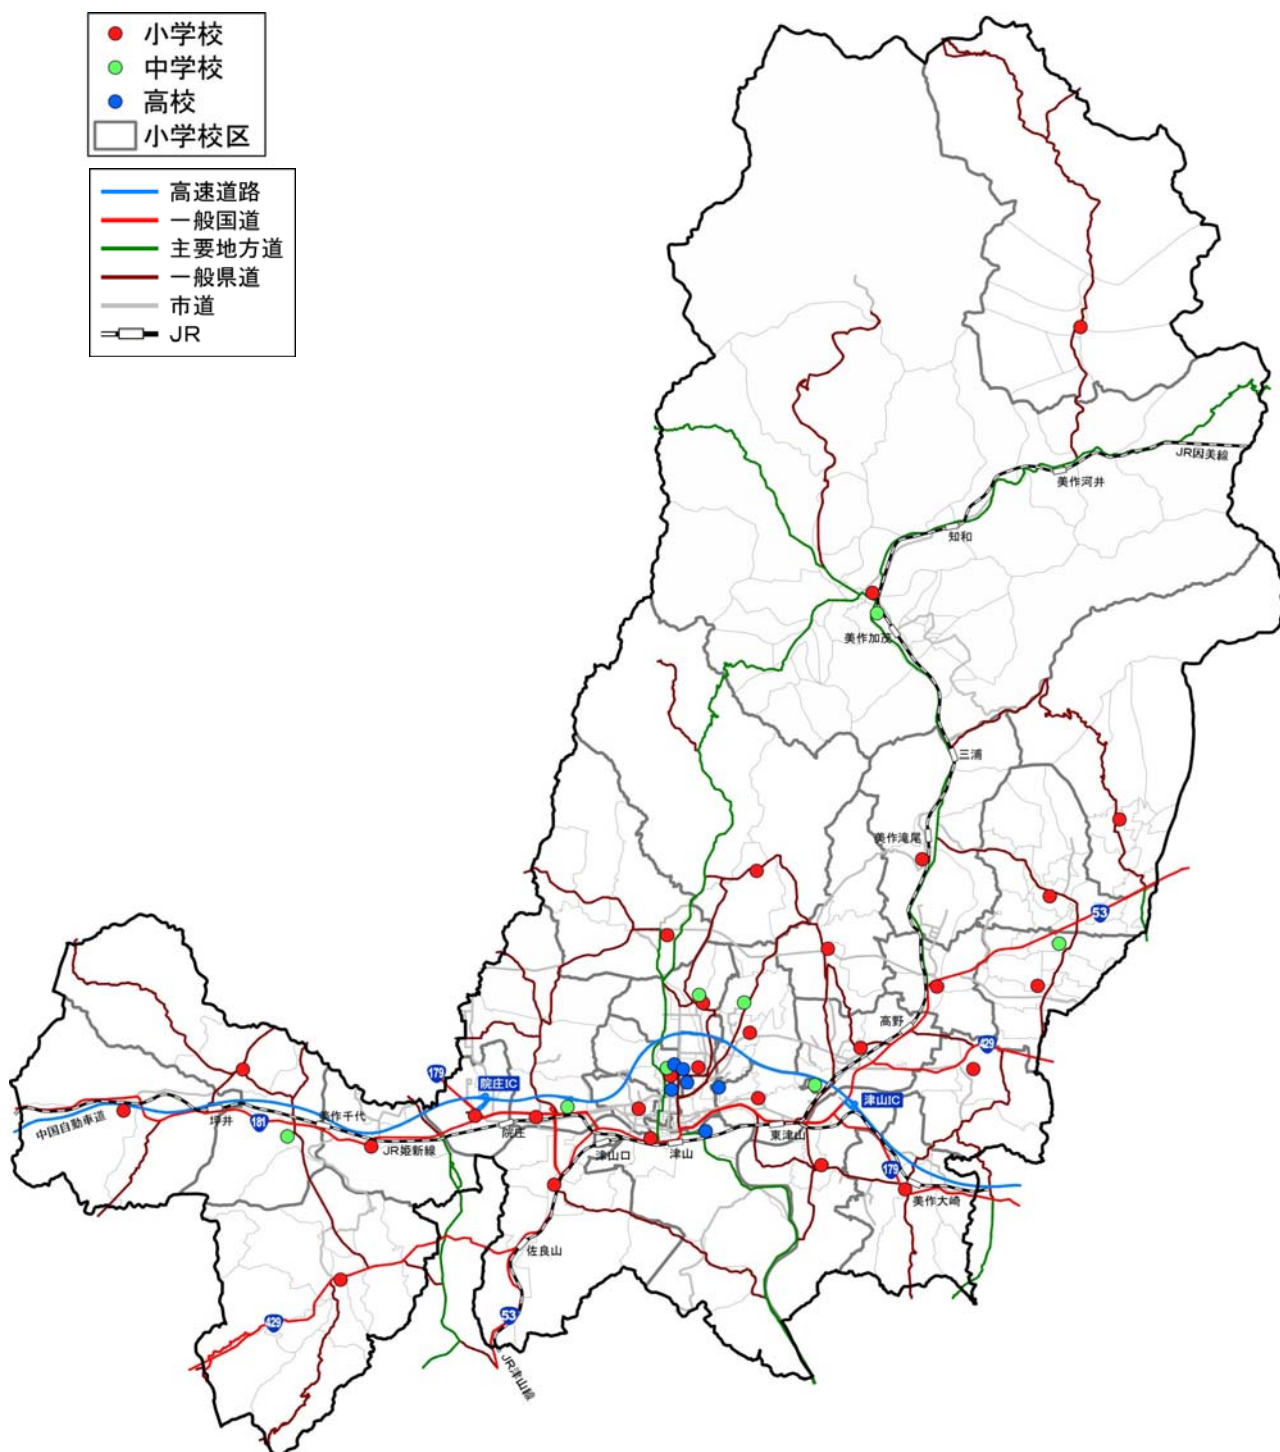 小学校
中学校
高校
小学校区
高速道路
一般国道
主要地方道
一般県道
市道
JR
JR因美線
美作河井
知和
美作加茂
三浦
美作滝尾
53
高野
429
179
院庄IC
津山IC
中国自動車道
坪井
181
美作千代
JR姫新線
院庄
津山口
津山
東津山
179
美作大崎
佐良山
53
429
JR津山線